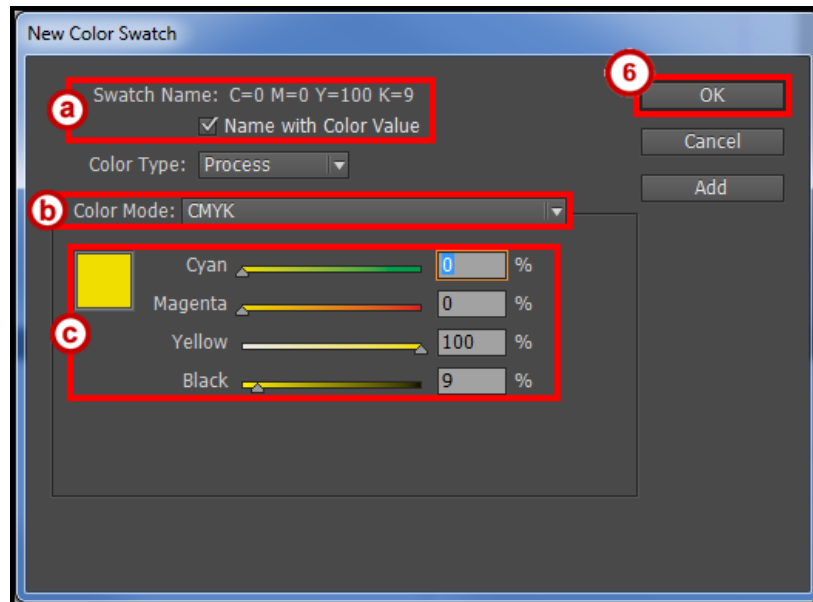 New Color Swatch
a
Swatch Name: C=0 M=0 Y=100 K=9
Name with Color Value
6
OK
Cancel
Add
Color Type: Process
b
Color Mode: CMYK
c
Cyan 0 %
Magenta 0 %
Yellow 100 %
Black 9 %